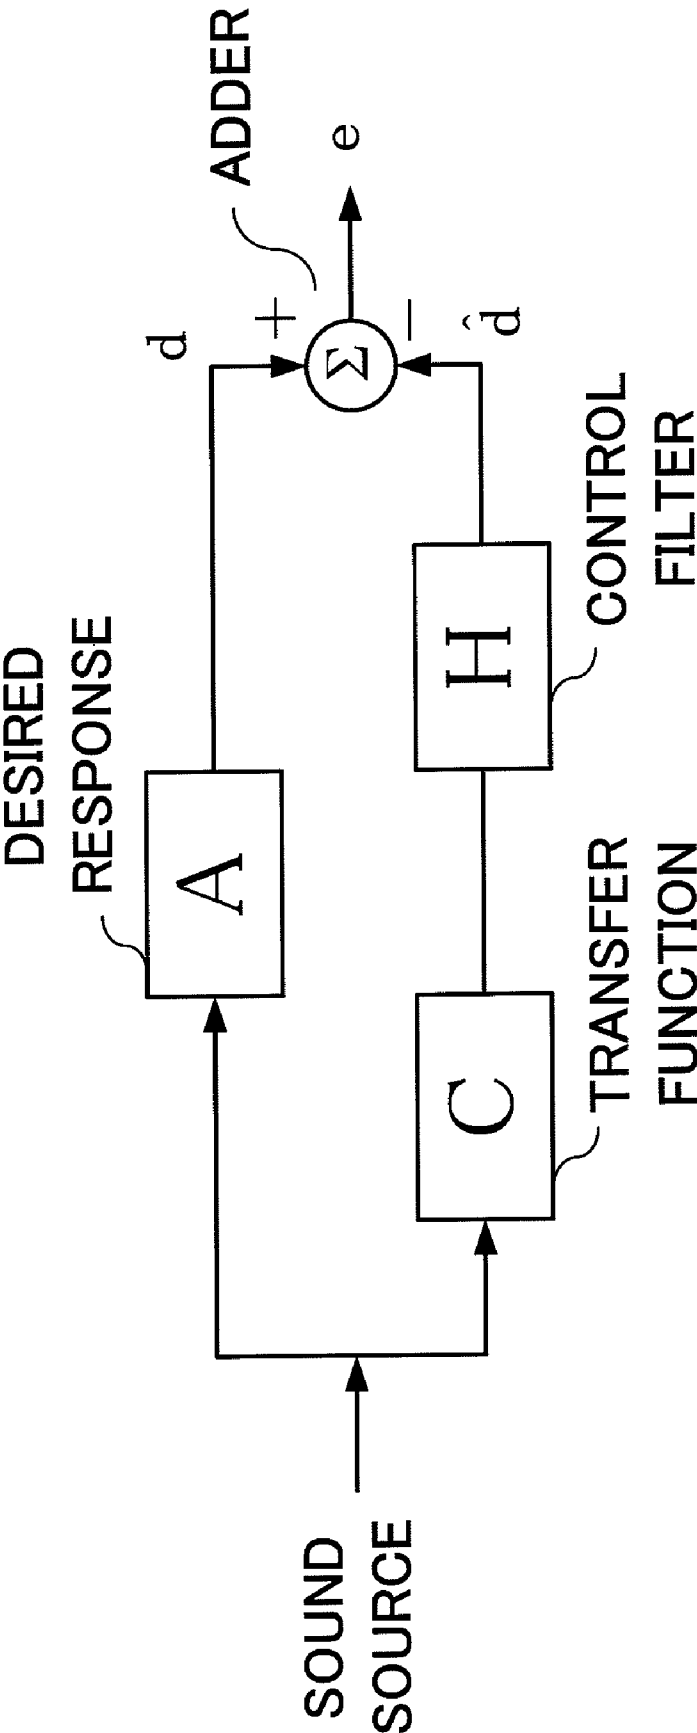 SOUND
SOURCE
DESIRED
RESPONSE
A
C
TRANSFER
FUNCTION
H
CONTROL
FILTER
d
+
Σ
−
d̂
ADDER
e